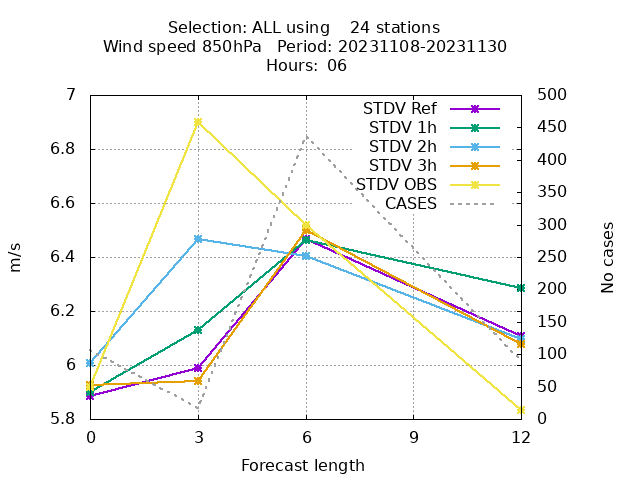 Selection: ALL using    24 stations
Wind speed 850hPa   Period: 20231108-20231130
Hours: 06
7
6.8
6.6
6.4
6.2
6
5.8
m/s
500
450
400
350
300
250
200
150
100
50
0
No cases
STDV Ref
STDV 1h
STDV 2h
STDV 3h
STDV OBS
CASES
0 3 6 9 12
Forecast length